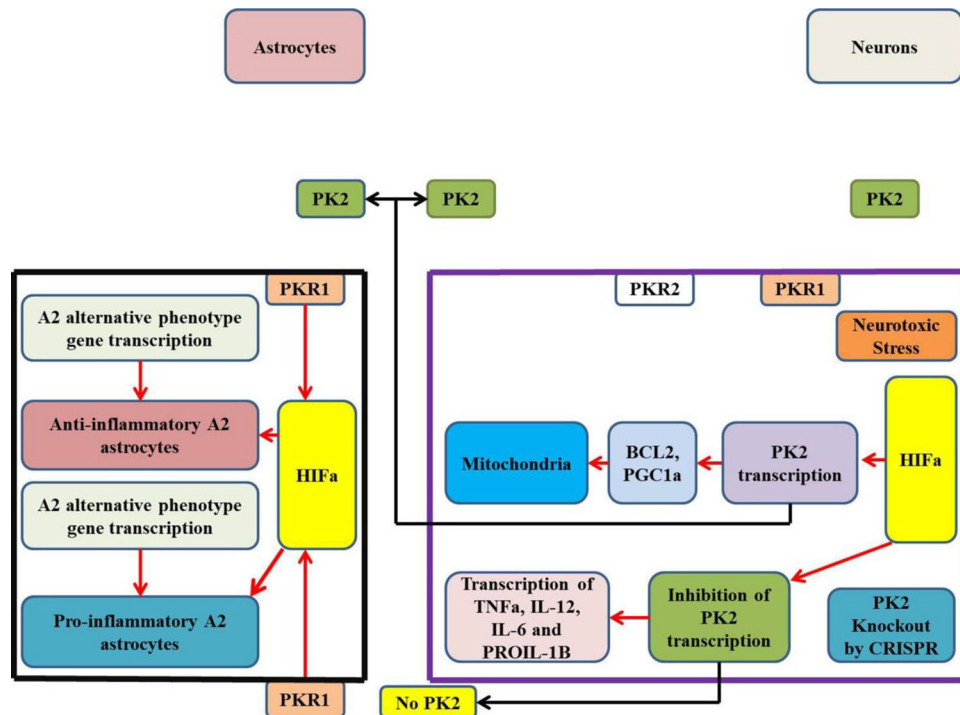 Astrocytes
Neurons
PK2
PK2
PK2
PKR1
A2 alternative phenotype
gene transcription
Anti-inflammatory A2
astrocytes
HIFa
A2 alternative phenotype
gene transcription
Pro-inflammatory A2
astrocytes
PKR1
PKR2
PKR1
Neurotoxic
Stress
Mitochondria
BCL2,
PGC1a
PK2
transcription
HIFa
Transcription of
TNFa, IL-12,
IL-6 and
PROIL-1B
Inhibition of
PK2
transcription
PK2
Knockout
by CRISPR
No PK2